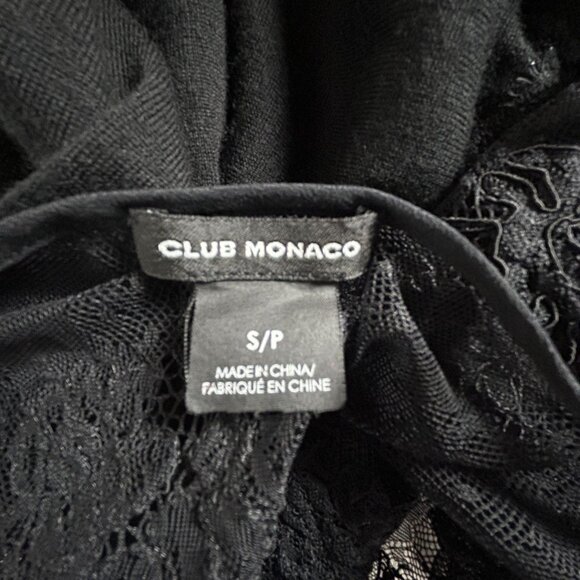 CLUB MONACO
S/P
MADE IN CHINA/
FABRIQUÉ EN CHINE